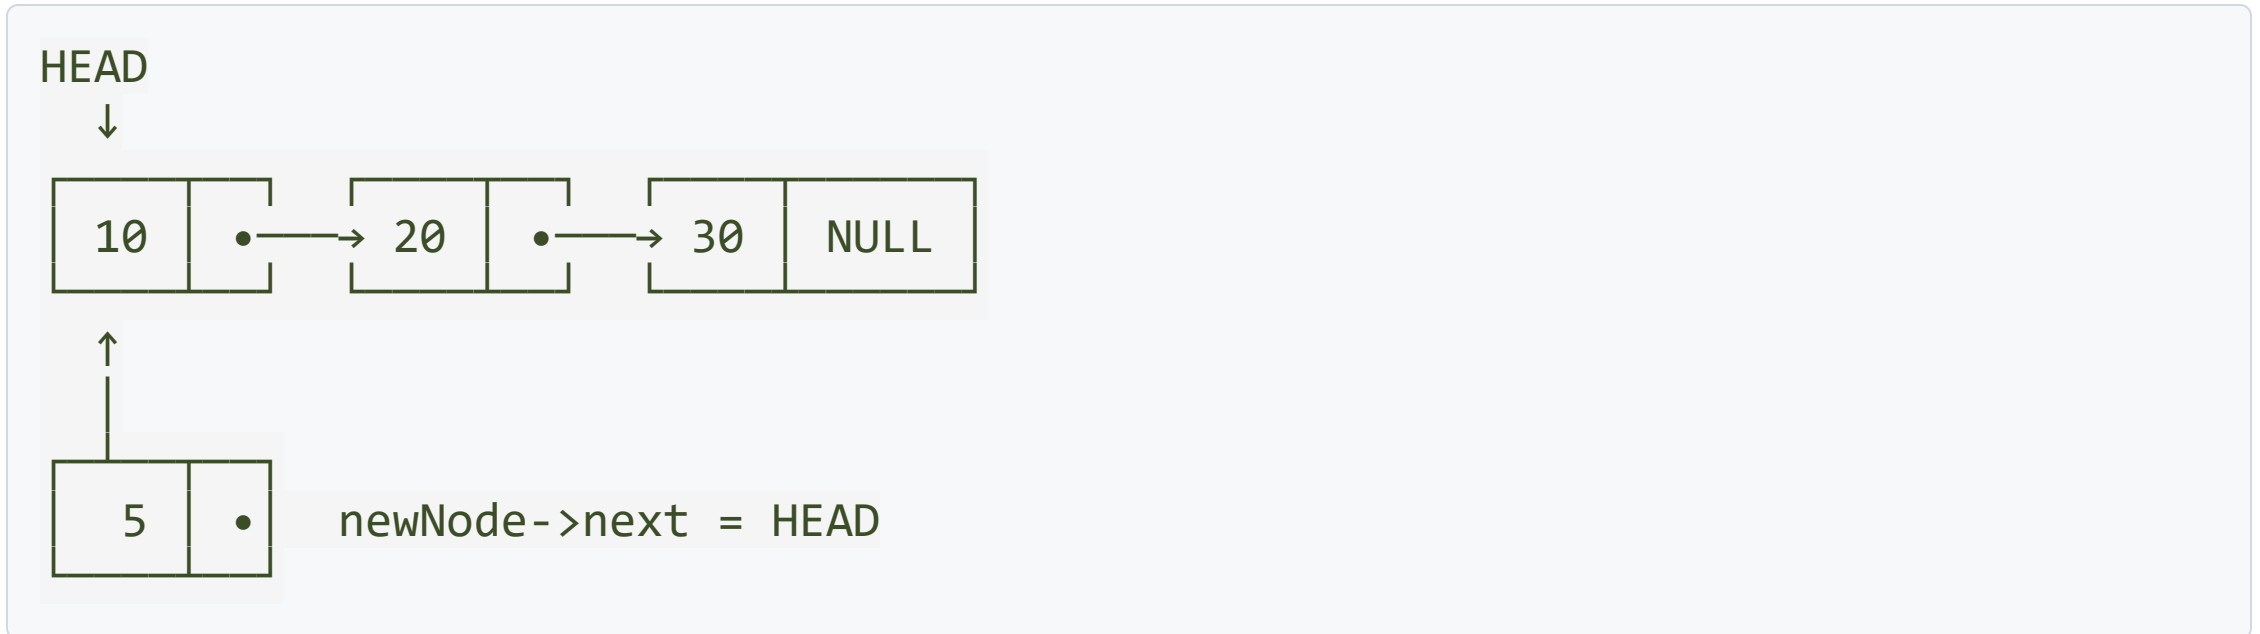 HEAD
↓
10 •───→ 20 •───→ 30 NULL
↑
5 • newNode->next = HEAD